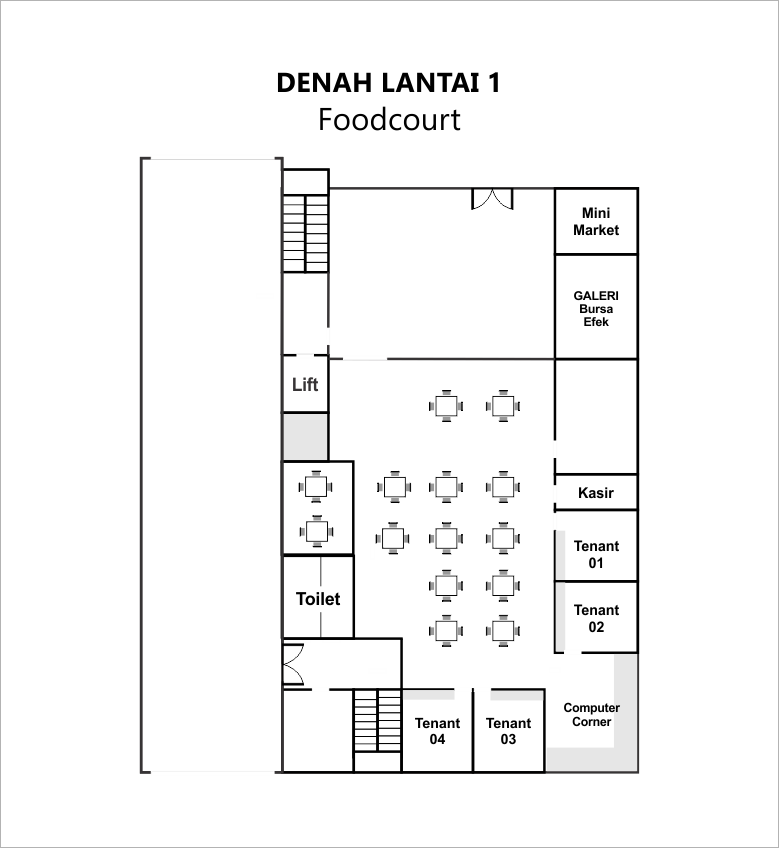 DENAH LANTAI 1
Foodcourt
Mini
Market
GALERI
Bursa
Efek
Lift
Kasir
Tenant
01
Toilet
Tenant
02
Computer
Corner
Tenant
04
Tenant
03